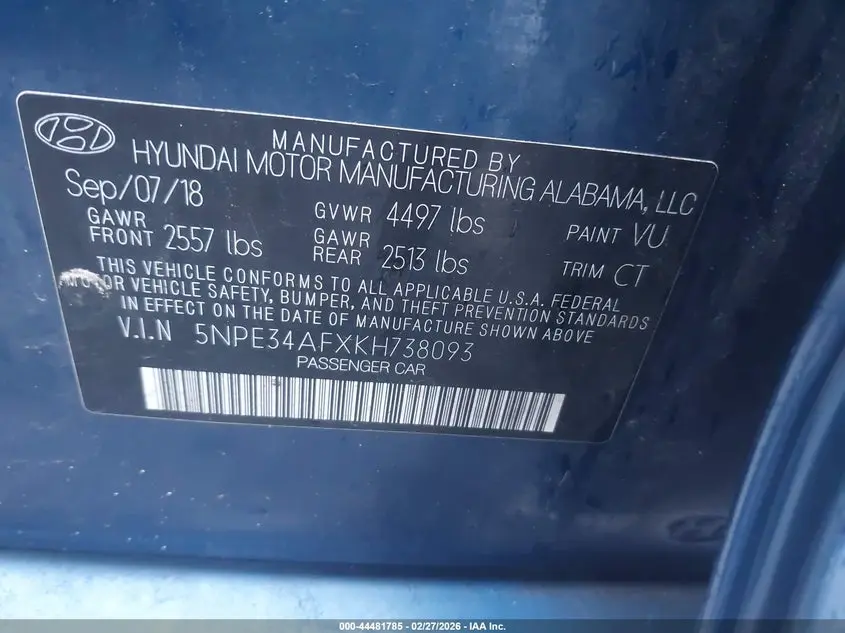 MANUFACTURED BY
HYUNDAI MOTOR MANUFACTURING ALABAMA, LLC
Sep/07/18
GVWR 4497 lbs
PAINT VU
GAWR FRONT 2557 lbs
GAWR REAR 2513 lbs
TRIM CT
THIS VEHICLE CONFORMS TO ALL APPLICABLE U.S.A. FEDERAL
MOTOR VEHICLE SAFETY, BUMPER, AND THEFT PREVENTION STANDARDS
IN EFFECT ON THE DATE OF MANUFACTURE SHOWN ABOVE
V.I.N 5NPE34AFXKH738093
PASSENGER CAR
000-44481785 - 02/27/2026 - IAA Inc.